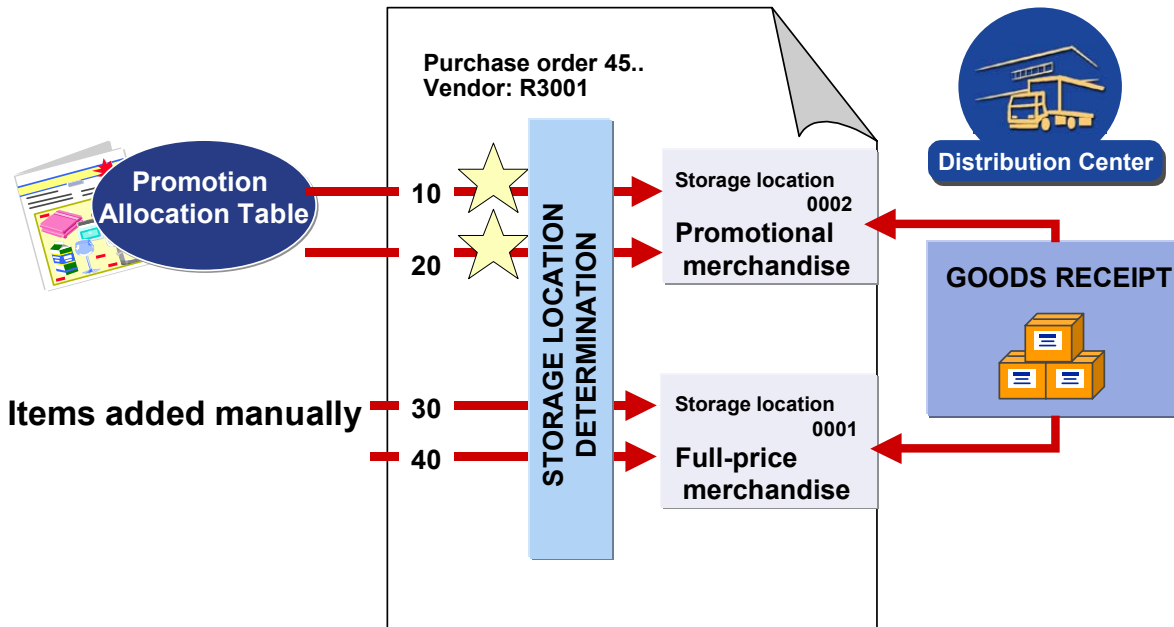 Purchase order 45..
Vendor: R3001
Distribution Center
Promotion
Allocation Table
10
20
STORAGE LOCATION
DETERMINATION
Storage location
0002
Promotional
merchandise
GOODS RECEIPT
Items added manually
30
40
Storage location
0001
Full-price
merchandise